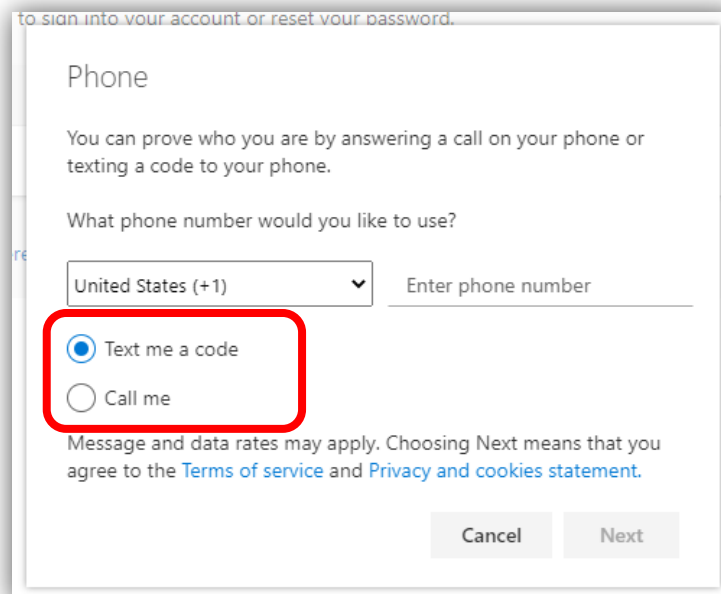 to sign into your account or reset your password.
Phone
You can prove who you are by answering a call on your phone or
texting a code to your phone.
What phone number would you like to use?
re
United States (+1) Enter phone number
Text me a code
Call me
Message and data rates may apply. Choosing Next means that you
agree to the Terms of service and Privacy and cookies statement.
Cancel Next